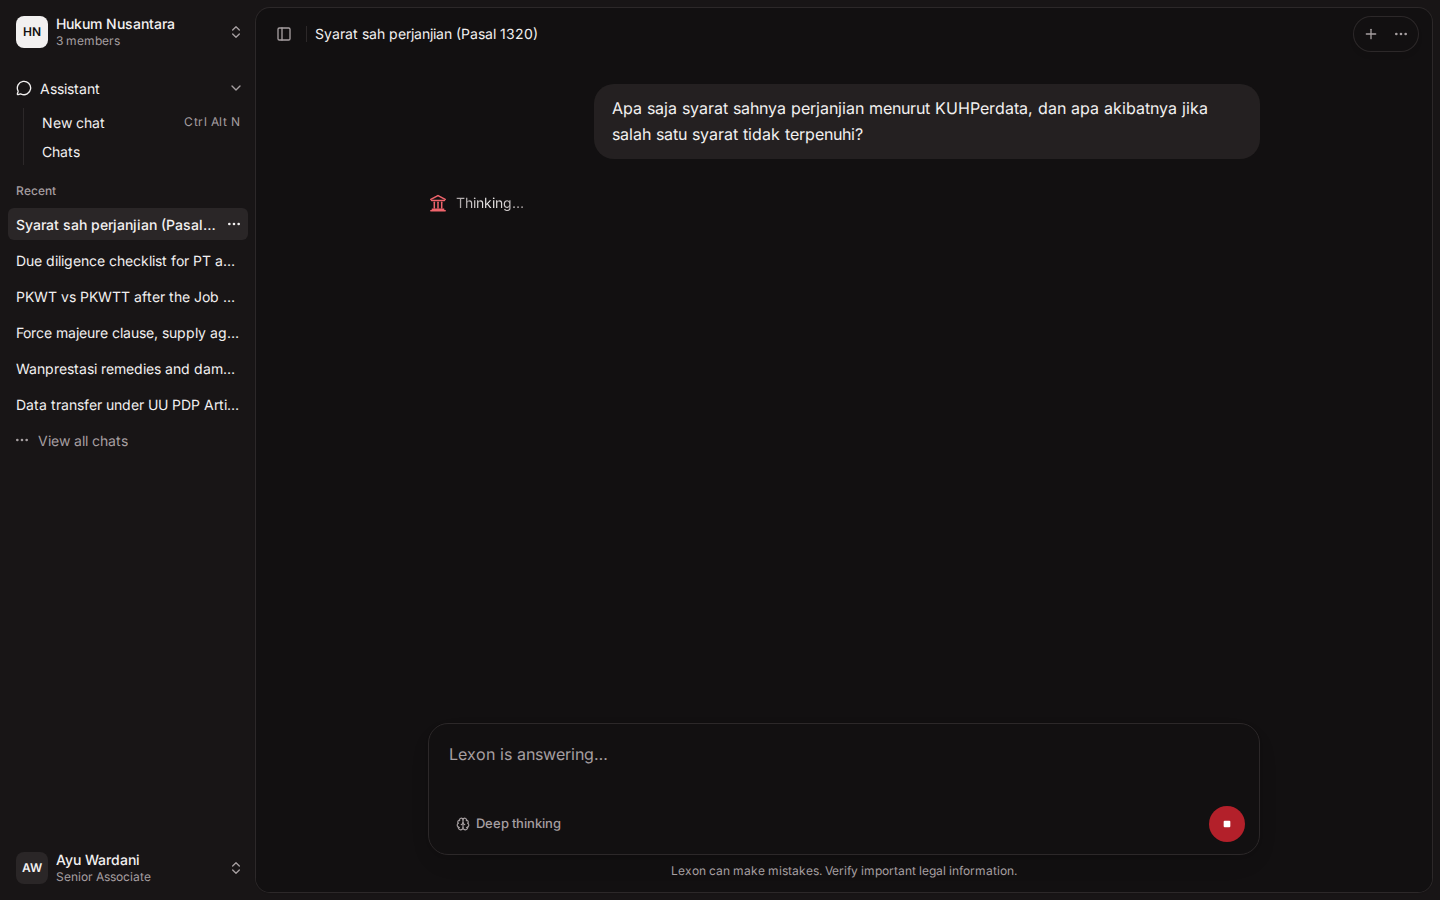 HN
Hukum Nusantara
3 members
Assistant
New chat
Ctrl Alt N
Chats
Recent
Syarat sah perjanjian (Pasal...
Due diligence checklist for PT a...
PKWT vs PKWTT after the Job ...
Force majeure clause, supply ag...
Wanprestasi remedies and dam...
Data transfer under UU PDP Arti...
View all chats
AW
Ayu Wardani
Senior Associate
Syarat sah perjanjian (Pasal 1320)
Apa saja syarat sahnya perjanjian menurut KUHPerdata, dan apa akibatnya jika
salah satu syarat tidak terpenuhi?
Thinking...
Lexon is answering...
Deep thinking
Lexon can make mistakes. Verify important legal information.